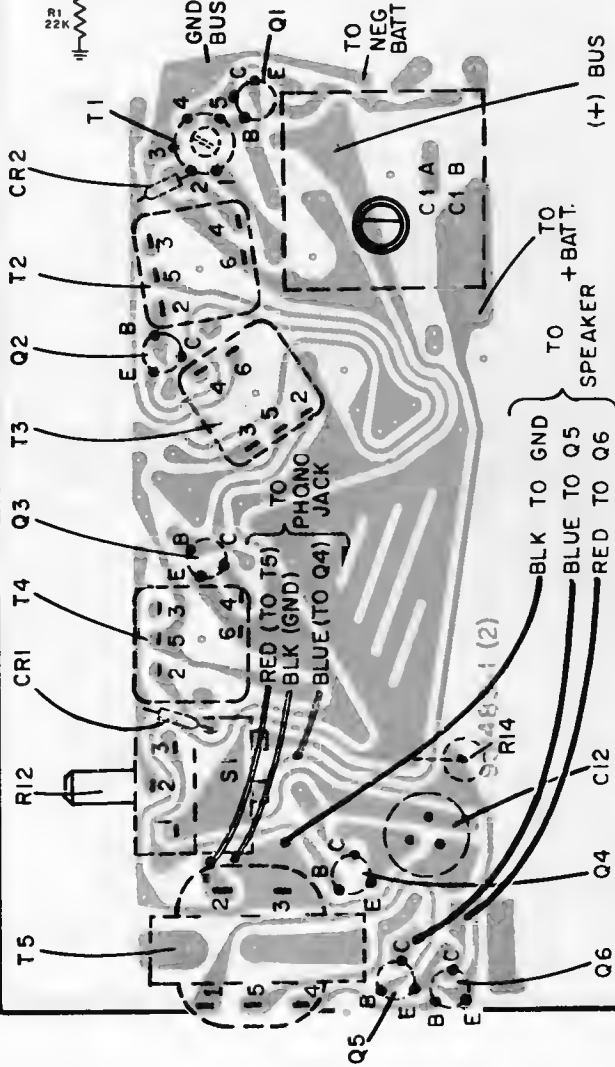 R1
22K
T5
R12
CR1
T4
Q3
T3
Q2
T2
CR2
T1
GND
BUS
Q1
E
B
C
3
4
5
2
1
C
E
B
3
5
2
4
6
4
6
3
5
2
B
E
C
3
5
2
4
6
3
2
1
S1
2
3
1
5
4
RED (TO T5)
BLK (GND)
BLUE (TO Q4)
TO
PHONO
JACK
TO
NEG
BATT
C1 A
C1 B
B
C
E
B
C
E
B
C
E
Q5
Q6
Q4
C12
R14
(2)
BLK TO GND
BLUE TO Q5
RED TO Q6
TO
SPEAKER
TO
+ BATT.
(+) BUS